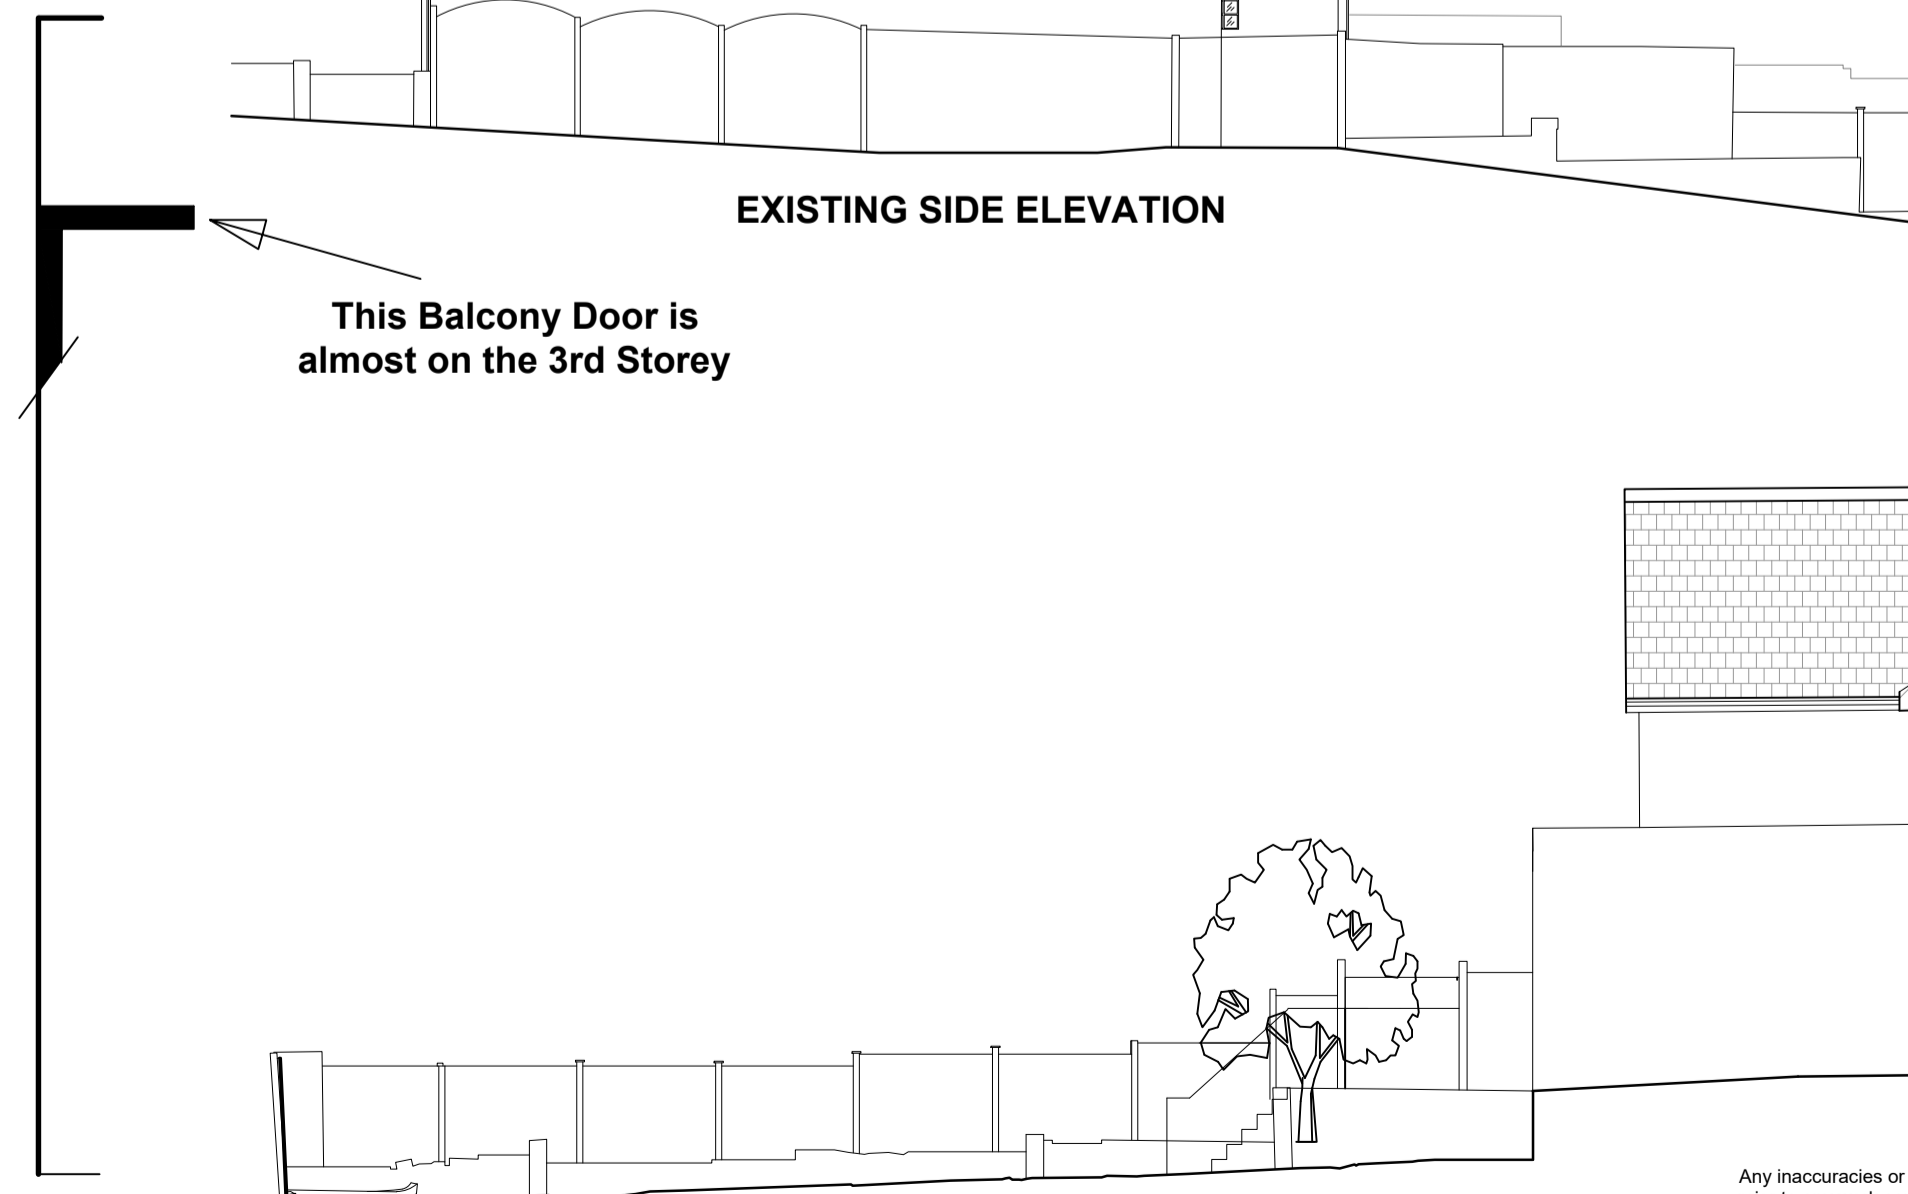 EXISTING SIDE ELEVATION
This Balcony Door is
almost on the 3rd Storey
Any inaccuracies or